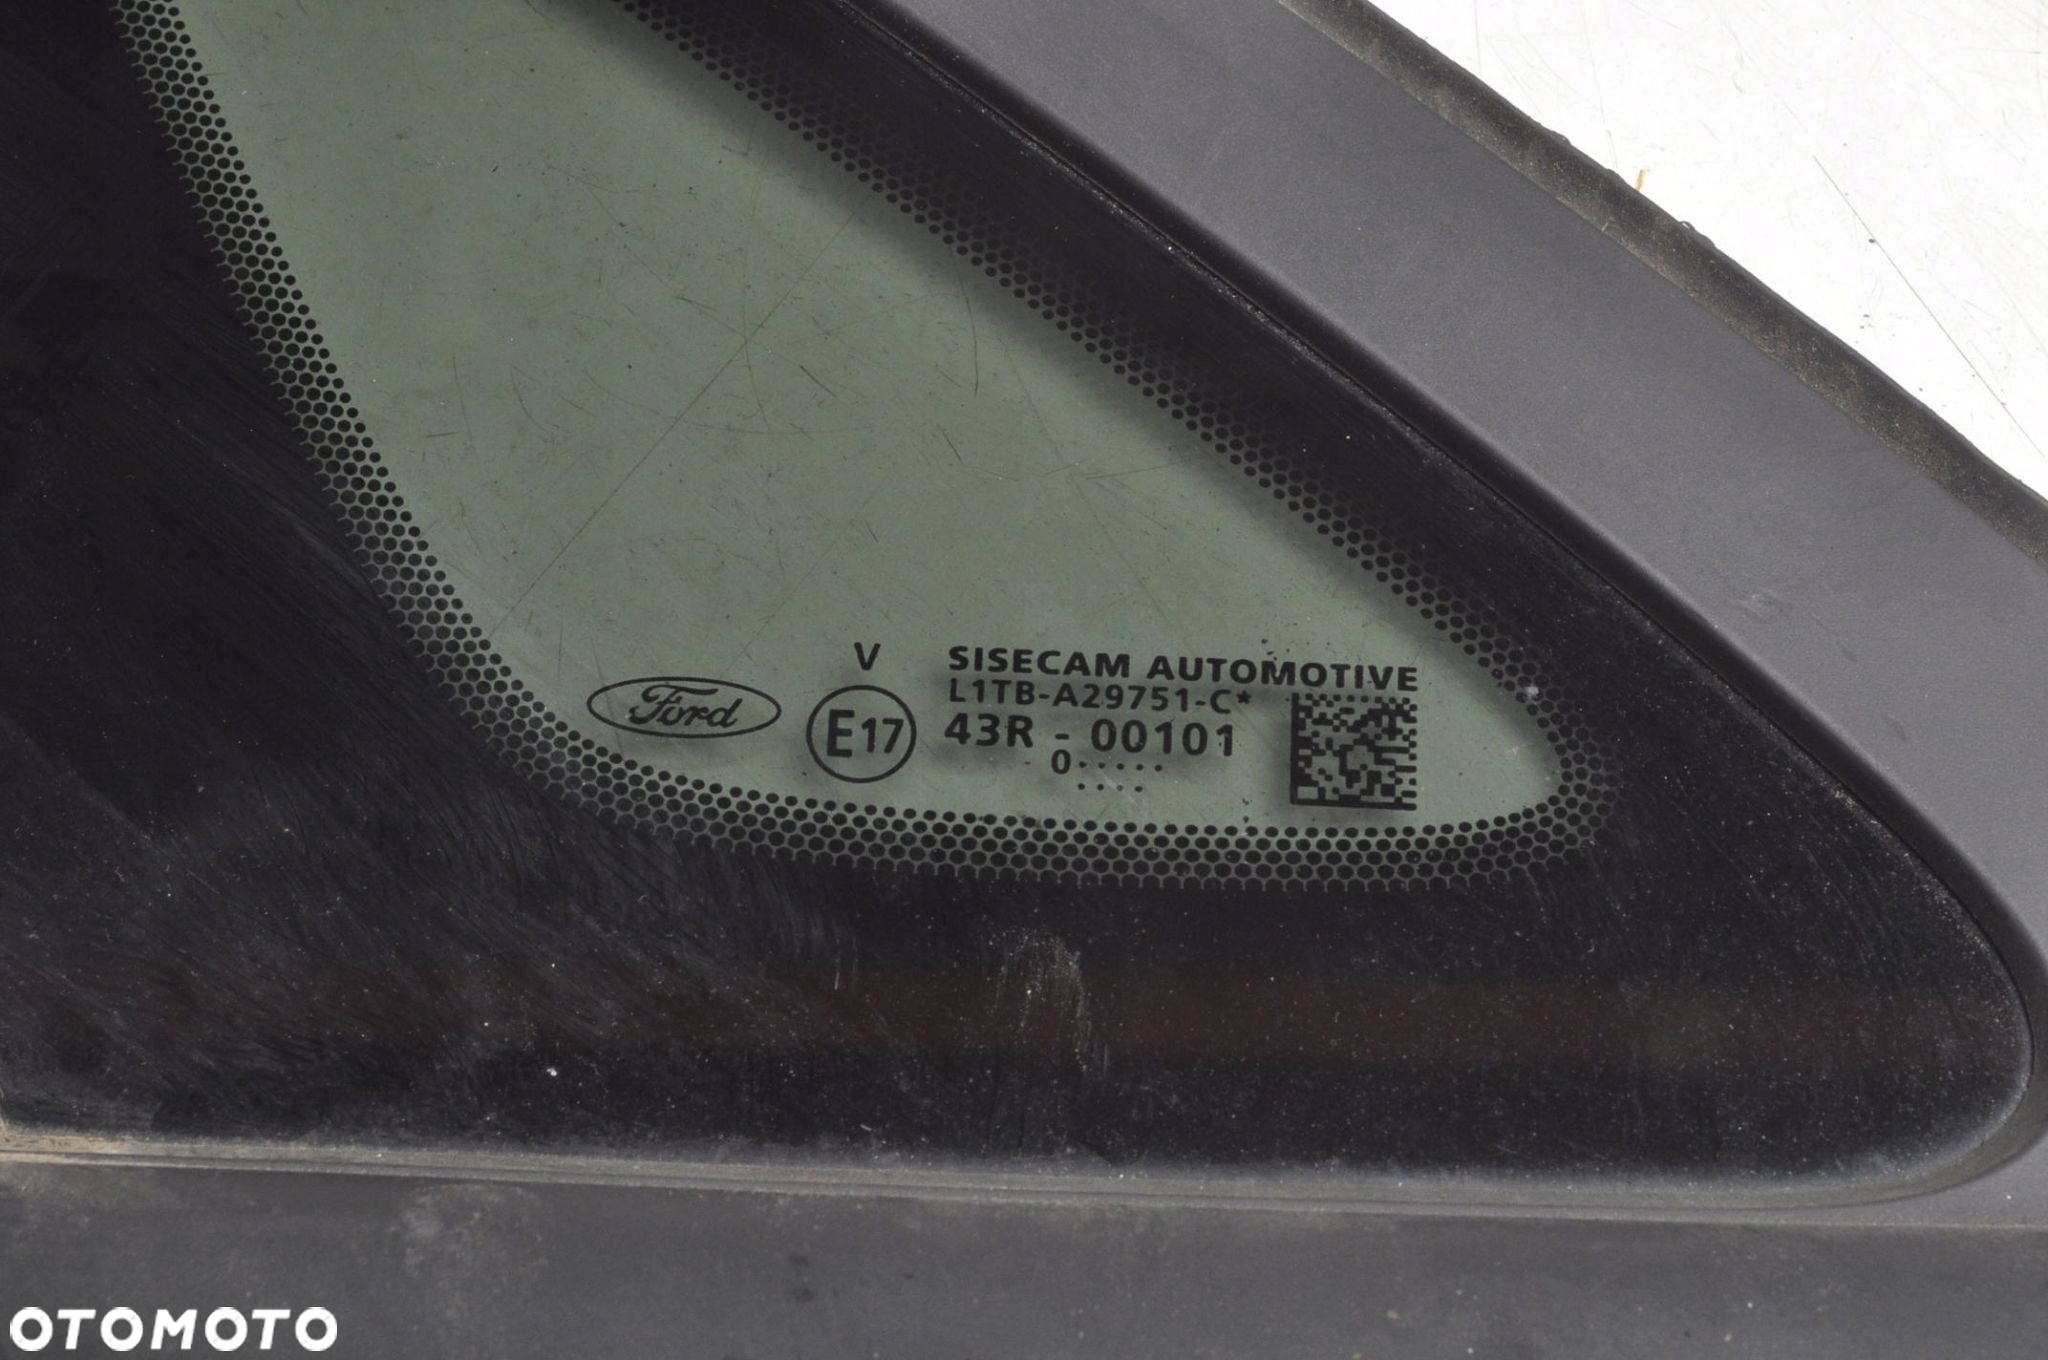 V
SISECAM AUTOMOTIVE
L1TB-A29751-C*
Ford
E17
43R - 00101
. . 0.....
....
OTOMOTO